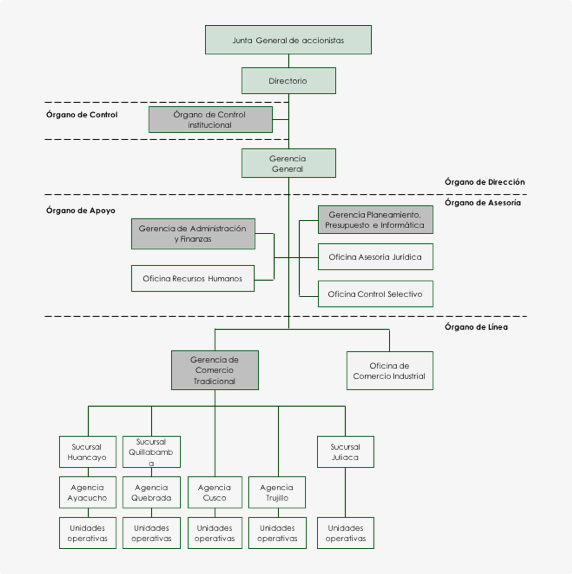 Junta General de accionistas
Directorio
Órgano de Control
Órgano de Control
institucional
Gerencia
General
Órgano de Dirección
Órgano de Apoyo
Órgano de Asesoría
Gerencia de Administración
y Finanzas
Gerencia Planeamiento,
Presupuesto e Informática
Oficina Asesoría Jurídica
Oficina Recursos Humanos
Oficina Control Selectivo
Órgano de Línea
Gerencia de
Comercio
Tradicional
Oficina de
Comercio Industrial
Sucursal
Huancayo
Sucursal
Quillabamb
a
Sucursal
Juliaca
Agencia
Ayacucho
Agencia
Quebrada
Agencia
Cusco
Agencia
Trujillo
Unidades
operativas
Unidades
operativas
Unidades
operativas
Unidades
operativas
Unidades
operativas